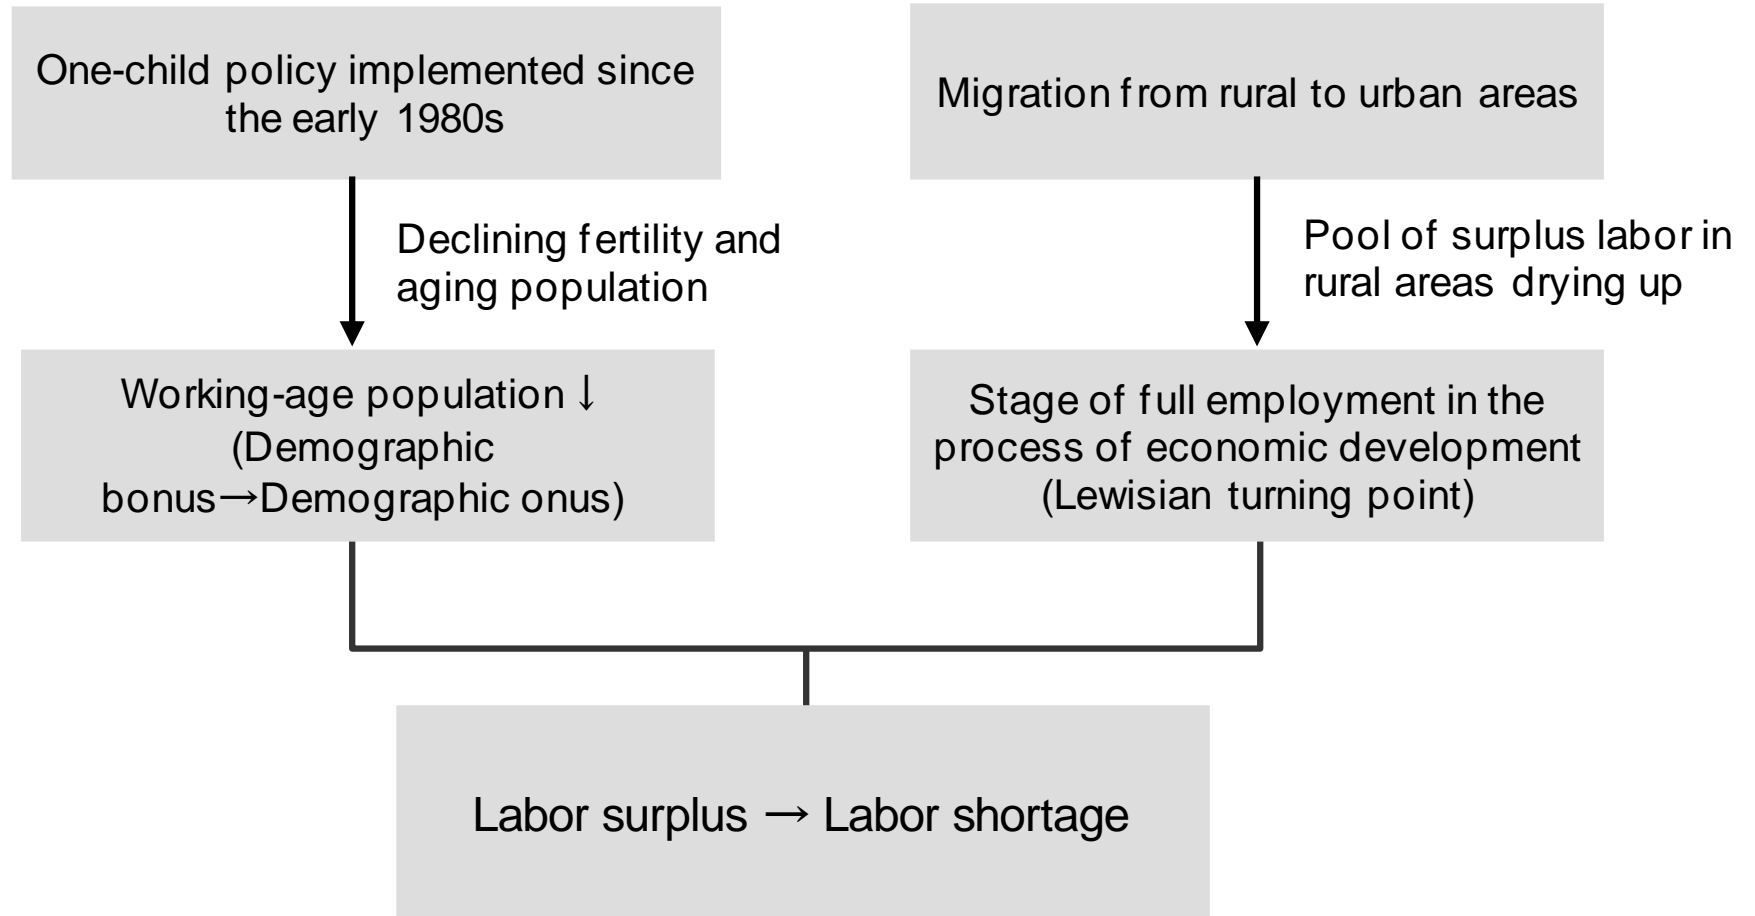 One-child policy implemented since
the early 1980s
Migration from rural to urban areas
Declining fertility and
aging population
Pool of surplus labor in
rural areas drying up
Working-age population ↓
(Demographic
bonus→Demographic onus)
Stage of full employment in the
process of economic development
(Lewisian turning point)
Labor surplus → Labor shortage